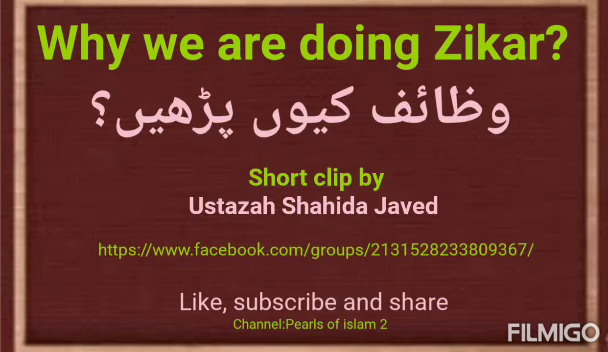 Why we are doing Zikar?
وظائف کیوں پڑھیں؟
Short clip by
Ustazah Shahida Javed
https://www.facebook.com/groups/2131528233809367/
Like, subscribe and share
Channel:Pearls of islam 2
FILMIGO